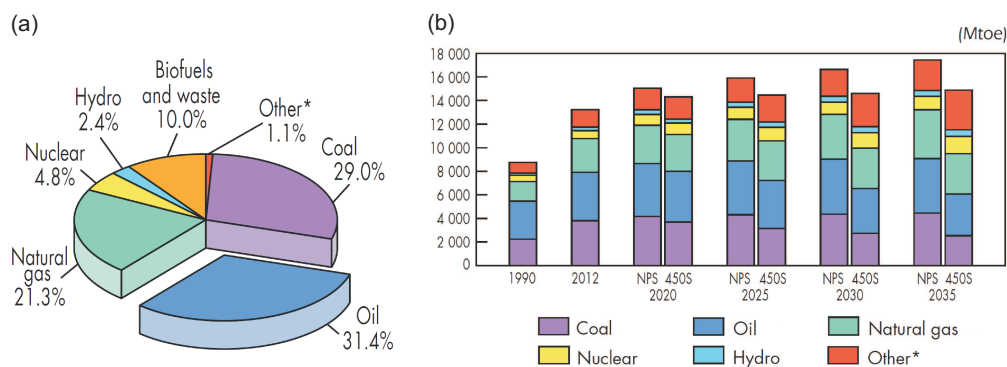 (a)
Biofuels
and waste
10.0%
Other*
1.1%
Hydro
2.4%
Coal
29.0%
Nuclear
4.8%
Natural
gas
21.3%
Oil
31.4%
(b)
(Mtoe)
18 000
16 000
14 000
12 000
10 000
8 000
6 000
4 000
2 000
0
1990 2012 NPS 450S NPS 450S NPS 450S NPS 450S
2020 2025 2030 2035
Coal Oil Natural gas
Nuclear Hydro Other*